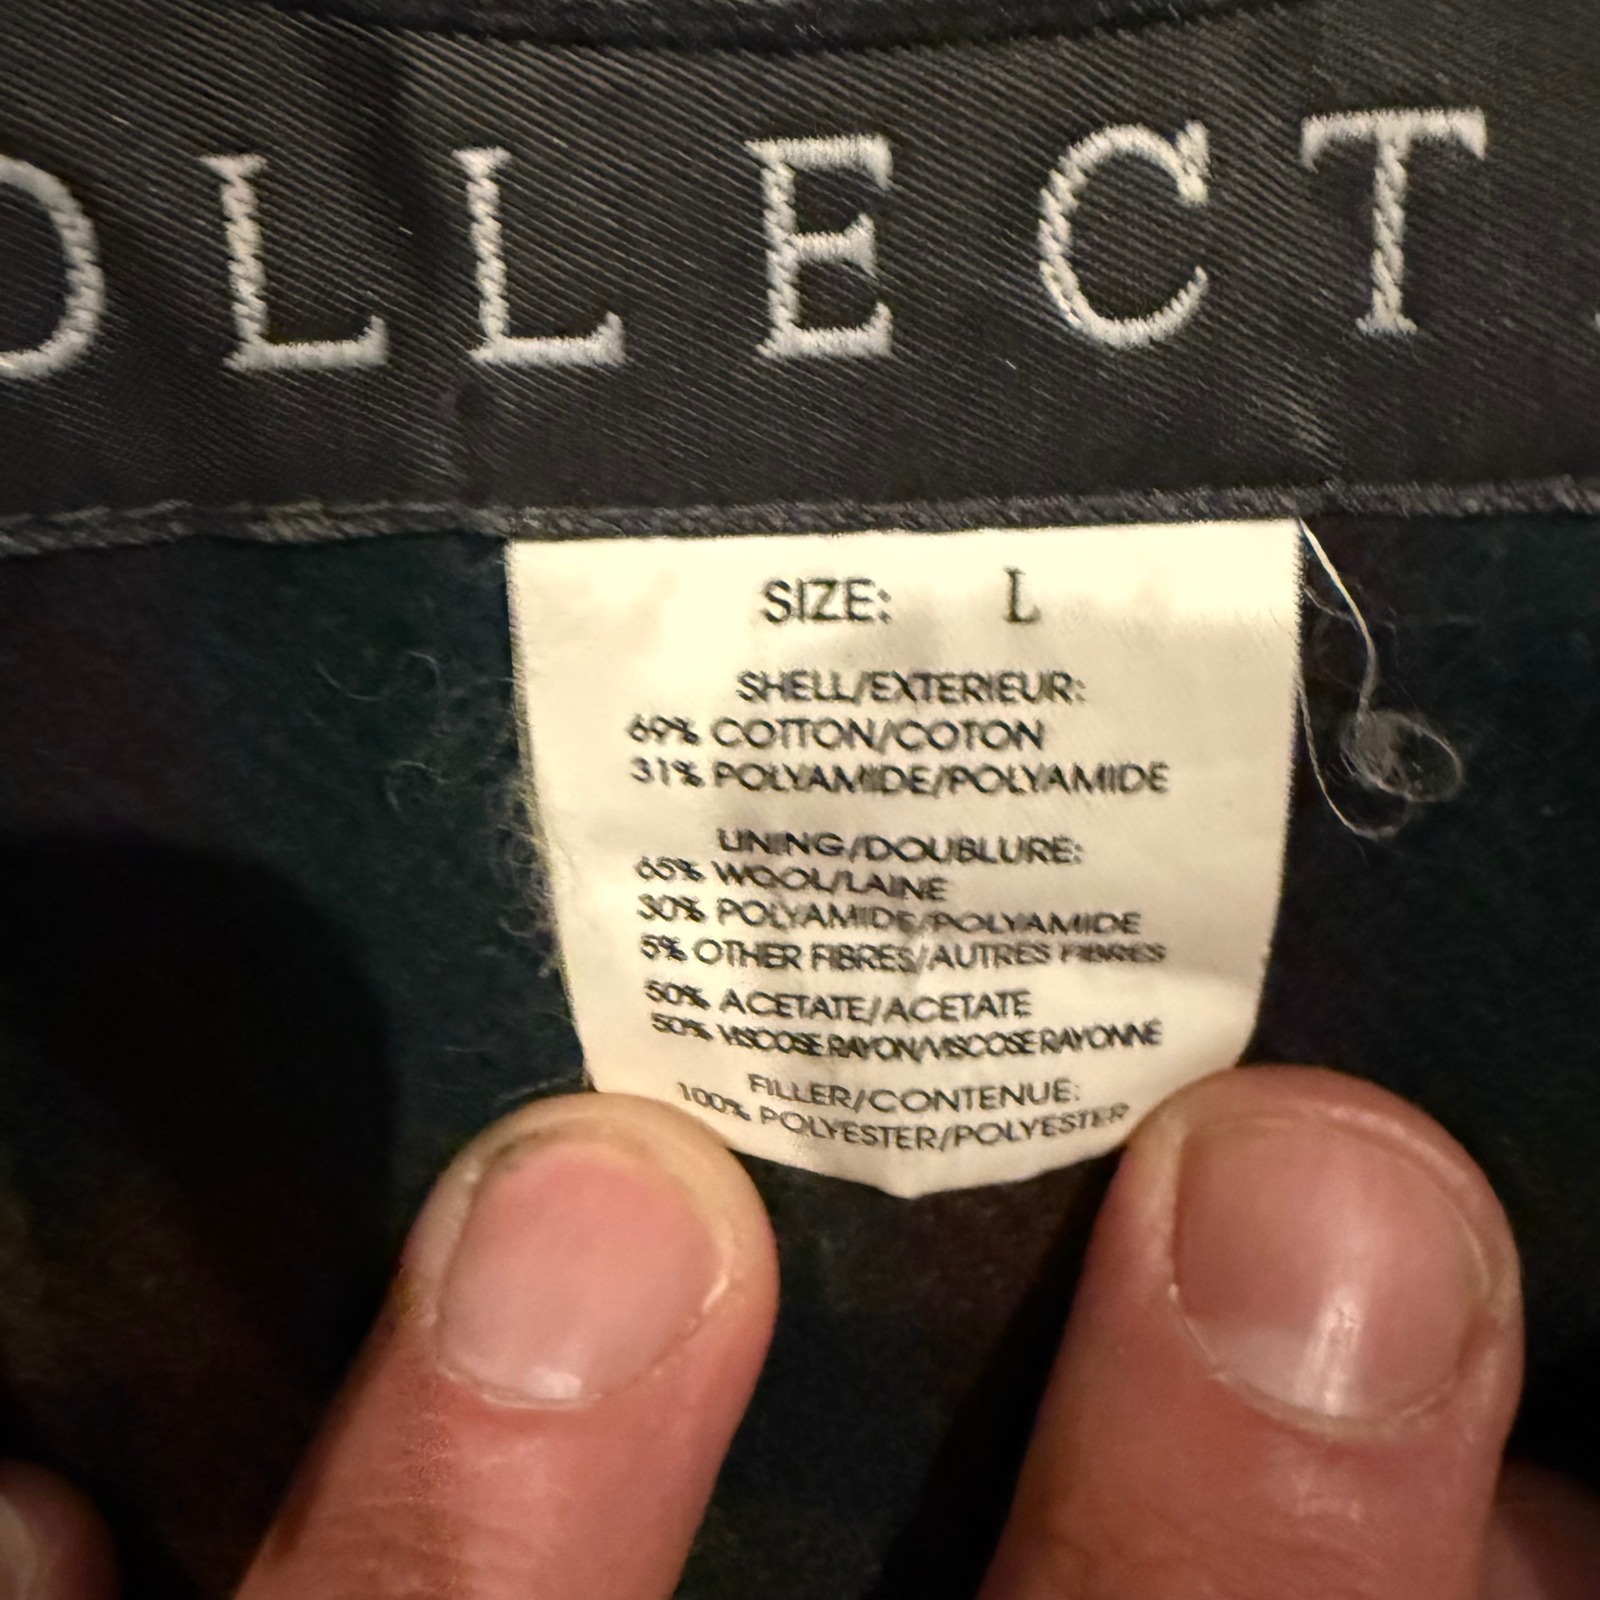 OLLECT
SIZE: L
SHELL/EXTERIEUR:
69% COTTON/COTON
31% POLYAMIDE/POLYAMIDE
LINING/DOUBLURE:
65% WOOL/LAINE
30% POLYAMIDE/POLYAMIDE
5% OTHER FIBRES/AUTRES FIBRES
50% ACETATE/ACETATE
50% VISCOSE RAYON/VISCOSE RAYONNE
FILLER/CONTENUE:
100% POLYESTER/POLYESTER